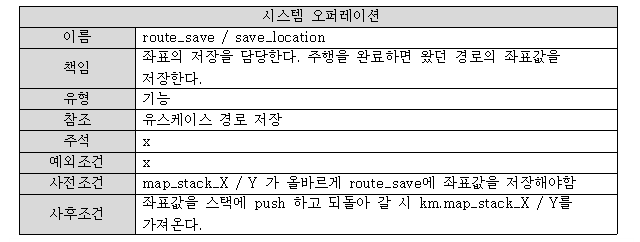 시스템 오퍼레이션
이름 route_save / save_location
책임 좌표의 저장을 담당한다. 주행을 완료하면 왔던 경로의 좌표값을
저장한다.
유형 기능
참조 유스케이스 경로 저장
주석 x
예외조건 x
사전조건 map_stack_X / Y 가 올바르게 route_save에 좌표값을 저장해야함
사후조건 좌표값을 스택에 push 하고 되돌아 갈 시 km.map_stack_X / Y를
가져온다.